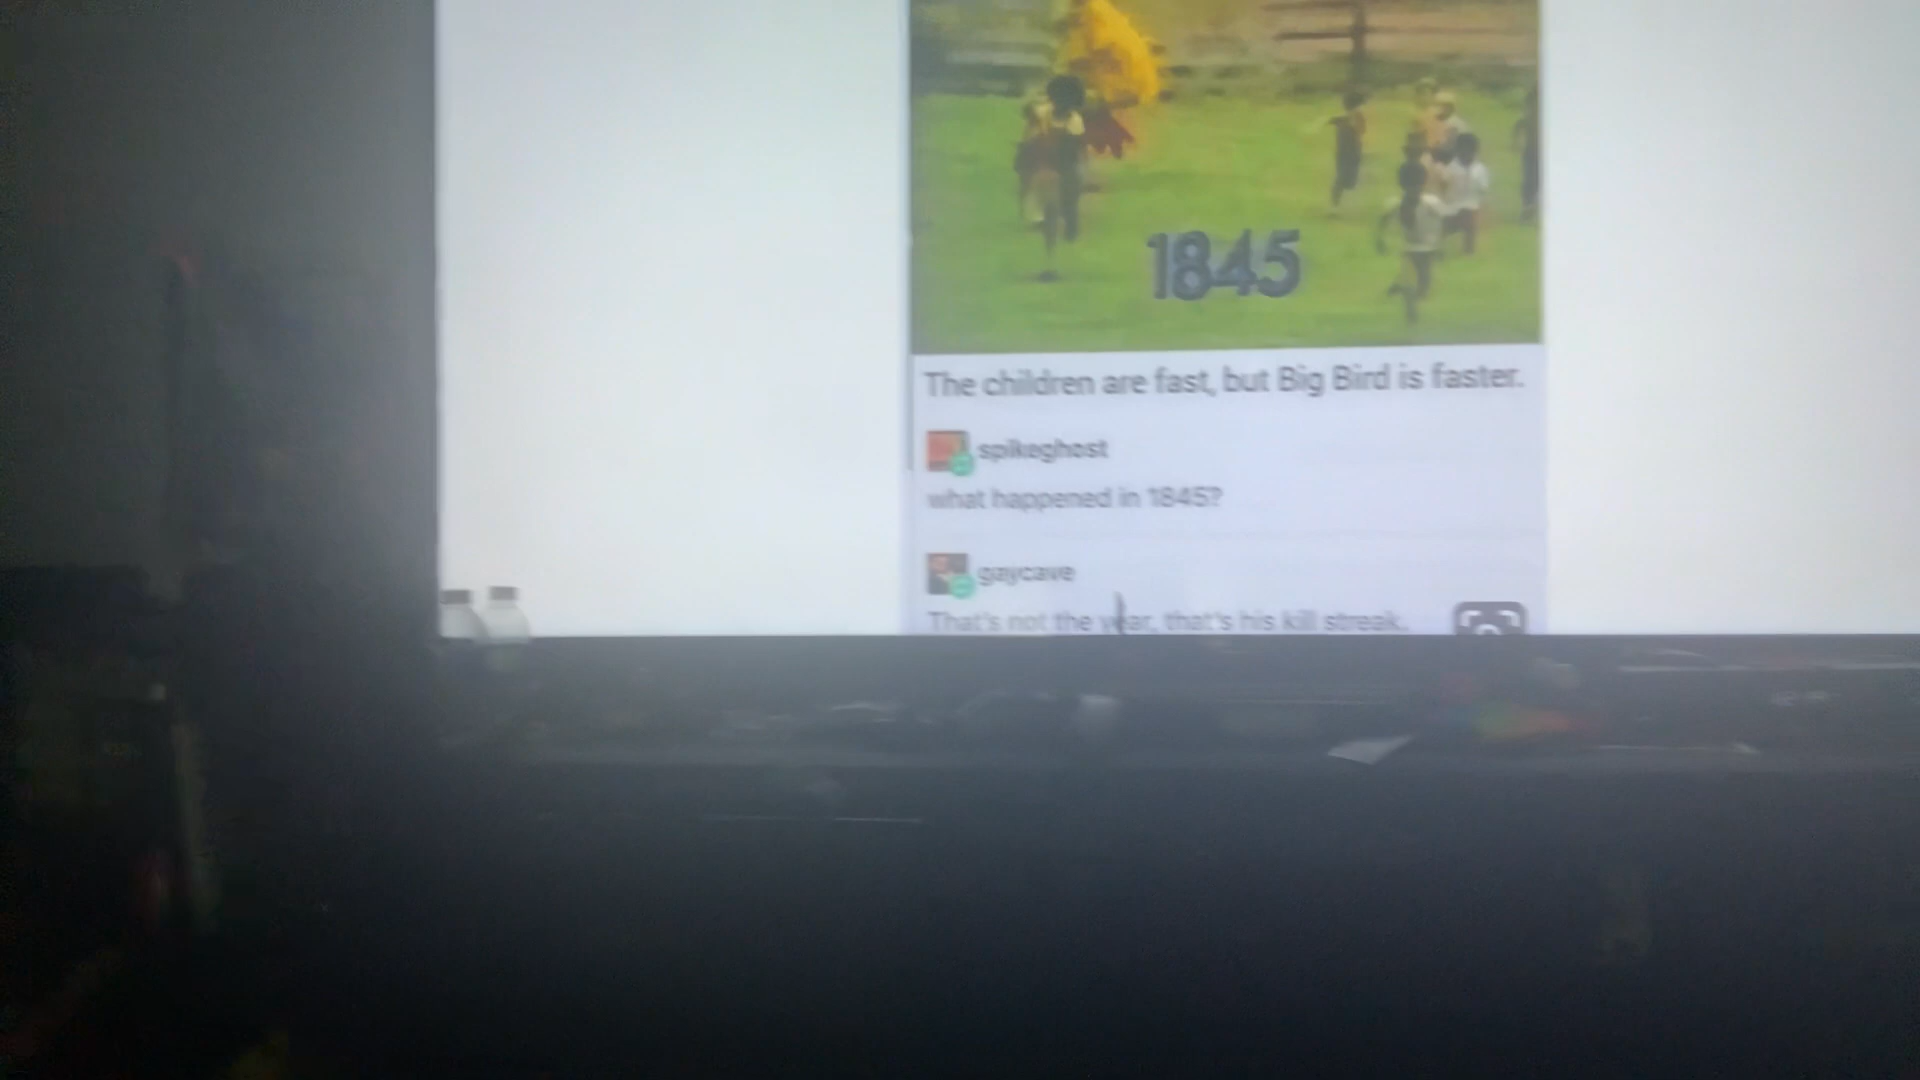 1845
The children are fast, but Big Bird is faster.
spikeghost
what happened in 1845?
gaycave
That's not the year, that's his kill streak.